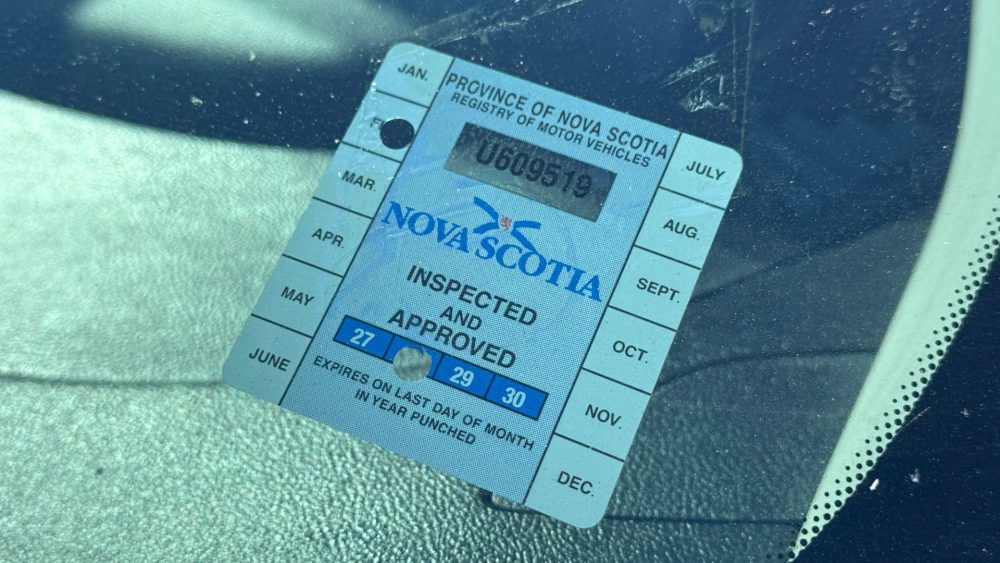 JAN.
MAR.
APR.
MAY
JUNE
PROVINCE OF NOVA SCOTIA
REGISTRY OF MOTOR VEHICLES
U609519
NOVA SCOTIA
INSPECTED
AND
APPROVED
27 29 30
EXPIRES ON LAST DAY OF MONTH
IN YEAR PUNCHED
JULY
AUG.
SEPT.
OCT.
NOV.
DEC.